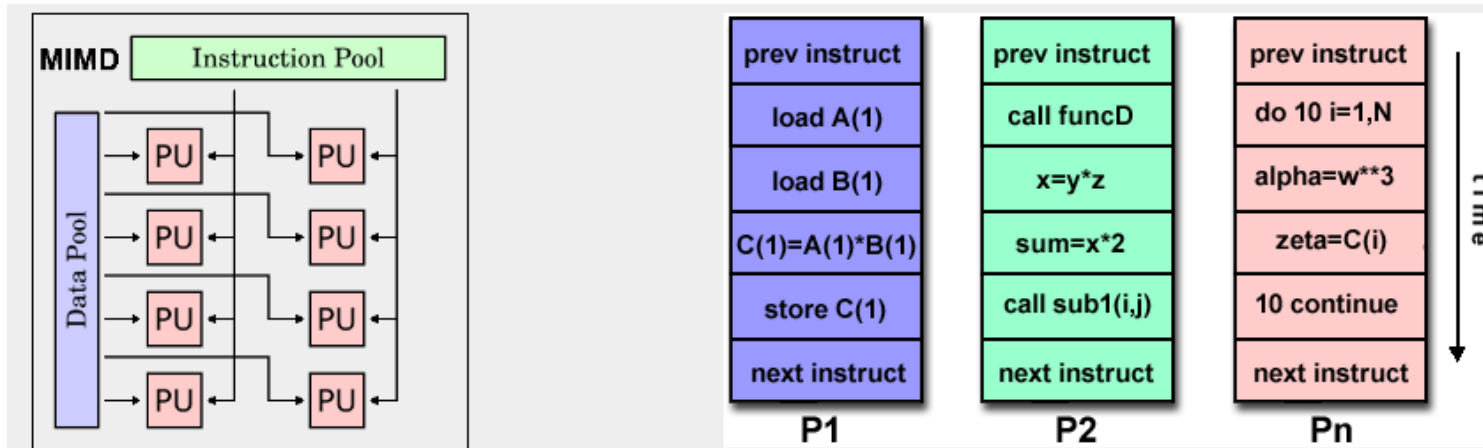 MIMD
Instruction Pool
Data Pool
PU PU
PU PU
PU PU
PU PU
prev instruct
load A(1)
load B(1)
C(1)=A(1)*B(1)
store C(1)
next instruct
P1
prev instruct
call funcD
x=y*z
sum=x*2
call sub1(i,j)
next instruct
P2
prev instruct
do 10 i=1,N
alpha=w**3
zeta=C(i)
10 continue
next instruct
Pn
time